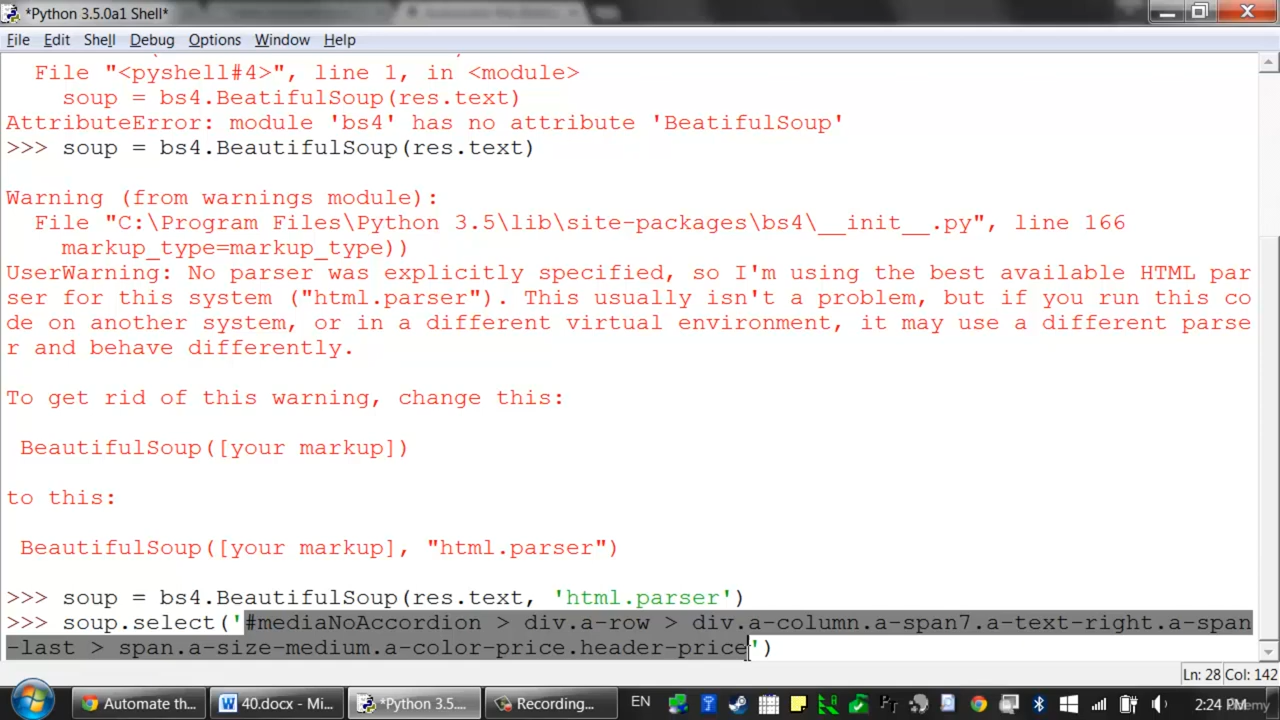 *Python 3.5.0a1 Shell*
File Edit Shell Debug Options Window Help
File "<pyshell#4>", line 1, in <module>
soup = bs4.BeatifulSoup(res.text)
AttributeError: module 'bs4' has no attribute 'BeatifulSoup'
>>> soup = bs4.BeautifulSoup(res.text)
Warning (from warnings module):
File "C:\Program Files\Python 3.5\lib\site-packages\bs4\__init__.py", line 166
markup_type=markup_type))
UserWarning: No parser was explicitly specified, so I'm using the best available HTML par
ser for this system ("html.parser"). This usually isn't a problem, but if you run this co
de on another system, or in a different virtual environment, it may use a different parse
r and behave differently.
To get rid of this warning, change this:
BeautifulSoup([your markup])
to this:
BeautifulSoup([your markup], "html.parser")
>>> soup = bs4.BeautifulSoup(res.text, 'html.parser')
>>> soup.select('#mediaNoAccordion > div.a-row > div.a-column.a-span7.a-text-right.a-span
-last > span.a-size-medium.a-color-price.header-price')
Ln: 28 Col: 142
Automate th... 40.docx - Mi... *Python 3.5.... Recording... EN 2:24 PM